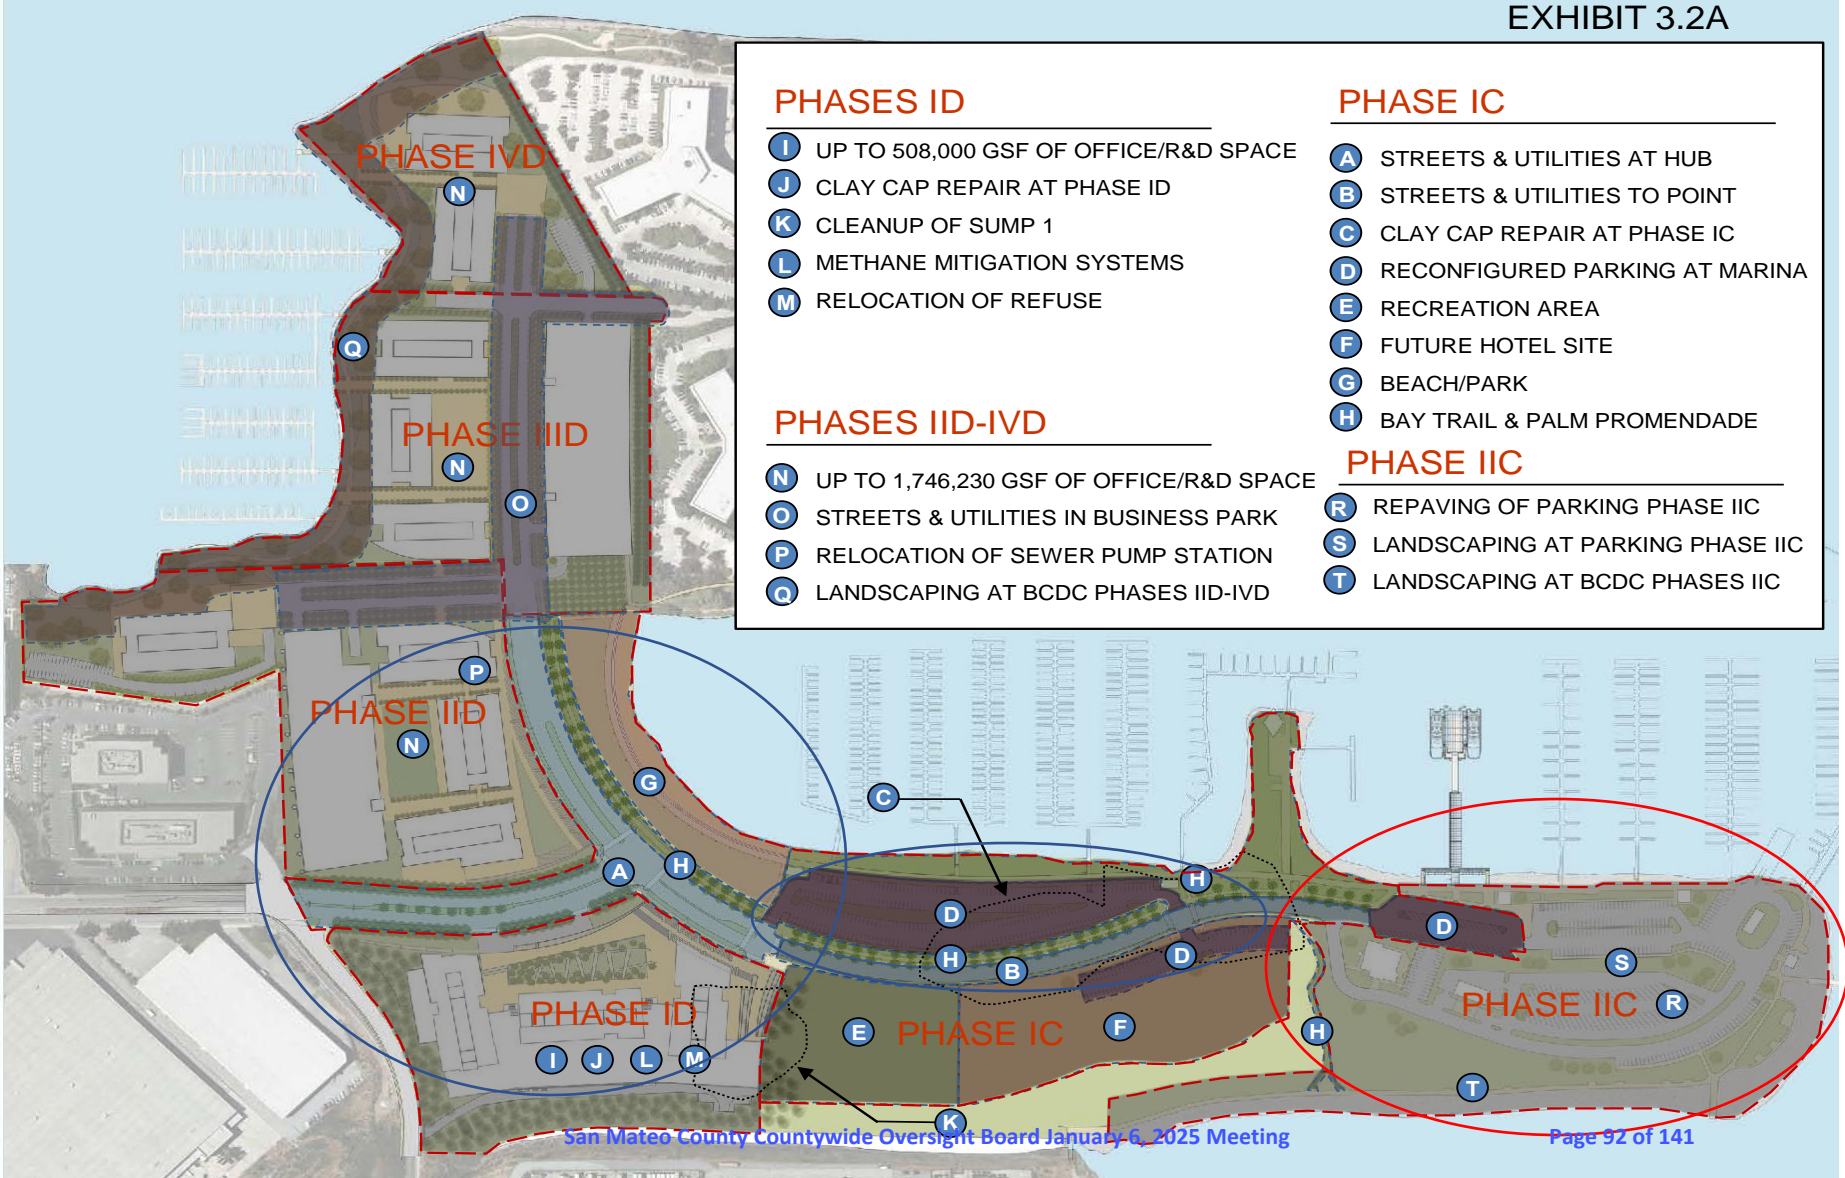 EXHIBIT 3.2A
PHASES ID
I UP TO 508,000 GSF OF OFFICE/R&D SPACE
J CLAY CAP REPAIR AT PHASE ID
K CLEANUP OF SUMP 1
L METHANE MITIGATION SYSTEMS
M RELOCATION OF REFUSE
PHASES IID-IVD
N UP TO 1,746,230 GSF OF OFFICE/R&D SPACE
O STREETS & UTILITIES IN BUSINESS PARK
P RELOCATION OF SEWER PUMP STATION
Q LANDSCAPING AT BCDC PHASES IID-IVD
PHASE IC
A STREETS & UTILITIES AT HUB
B STREETS & UTILITIES TO POINT
C CLAY CAP REPAIR AT PHASE IC
D RECONFIGURED PARKING AT MARINA
E RECREATION AREA
F FUTURE HOTEL SITE
G BEACH/PARK
H BAY TRAIL & PALM PROMENDADE
PHASE IIC
R REPAVING OF PARKING PHASE IIC
S LANDSCAPING AT PARKING PHASE IIC
T LANDSCAPING AT BCDC PHASES IIC
PHASE IVD
N
Q
PHASE IIID
N
O
P
PHASE IID
N
G
C
A
H
H
D
D
H
B
D
S
PHASE IIC
R
PHASE ID
E
PHASE IC
F
H
I J L M
T
K
San Mateo County Countywide Oversight Board January 6, 2025 Meeting
Page 92 of 141